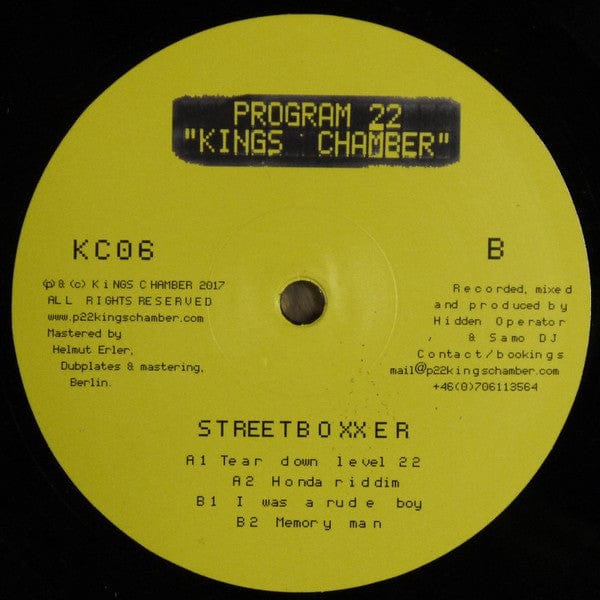 PROGRAM 22
"KINGS CHAMBER"
KC06
B
(p) & (c) KiNGS CHAMBER 2017
ALL RIGHTS RESERVED
www.p22kingschamber.com
Mastered by
Helmut Erler,
Dubplates & mastering,
Berlin.
Recorded, mixed
and produced by
Hidden Operator
& Samo DJ
Contact/bookings
mail@p22kingschamber.com
+46(0)706113564
STREETBOXXER
A1 Tear down level 22
A2 Honda riddim
B1 I was a rude boy
B2 Memory man